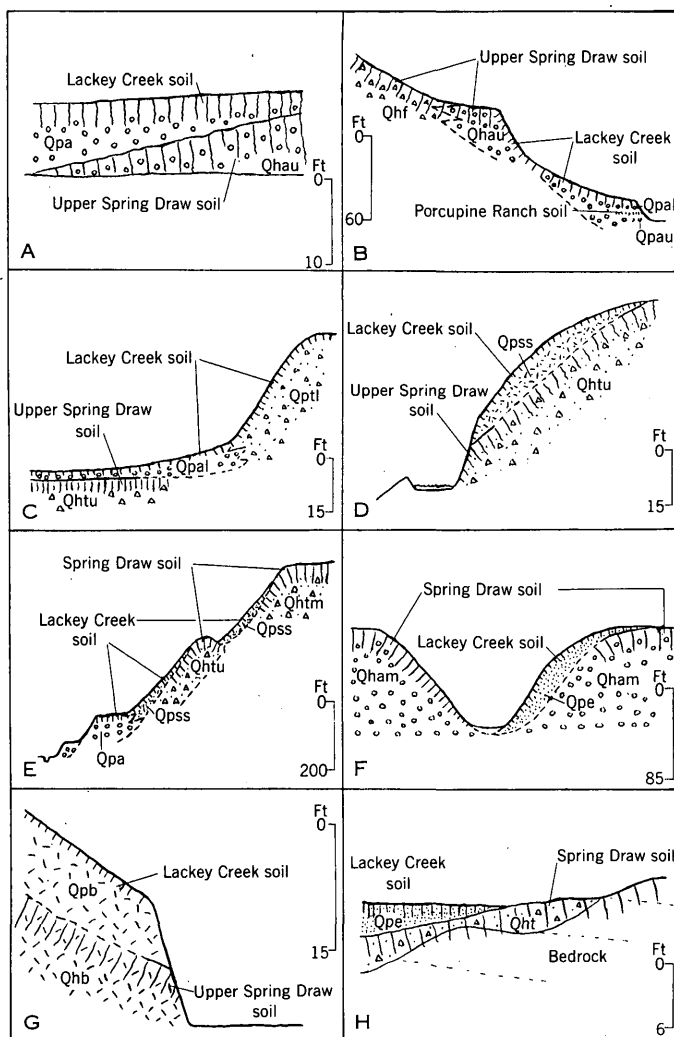 Lackey Creek soil
Qpa
Qhau
Upper Spring Draw soil
Ft
0
10
A
Upper Spring Draw soil
Qhf
Qhau
Lackey Creek
soil
Ft
0
60
Porcupine Ranch soil
Qpal
Qpau
B
Lackey Creek soil
Qptl
Upper Spring Draw
soil
Qpal
Qhtu
Ft
0
15
C
Lackey Creek soil
Qpss
Upper Spring Draw
soil
Qhtu
Ft
0
15
D
Spring Draw soil
Lackey Creek
soil
Qhtm
Qpss
Qhtu
Qpss
Qpa
Ft
0
200
E
Spring Draw soil
Lackey Creek soil
Qham
Qham
Qpe
Ft
0
85
F
Ft
0
Lackey Creek soil
Qpb
15
Qhb
Upper Spring Draw
soil
G
Lackey Creek
soil
Spring Draw soil
Qpe
Qht
Bedrock
Ft
0
6
H